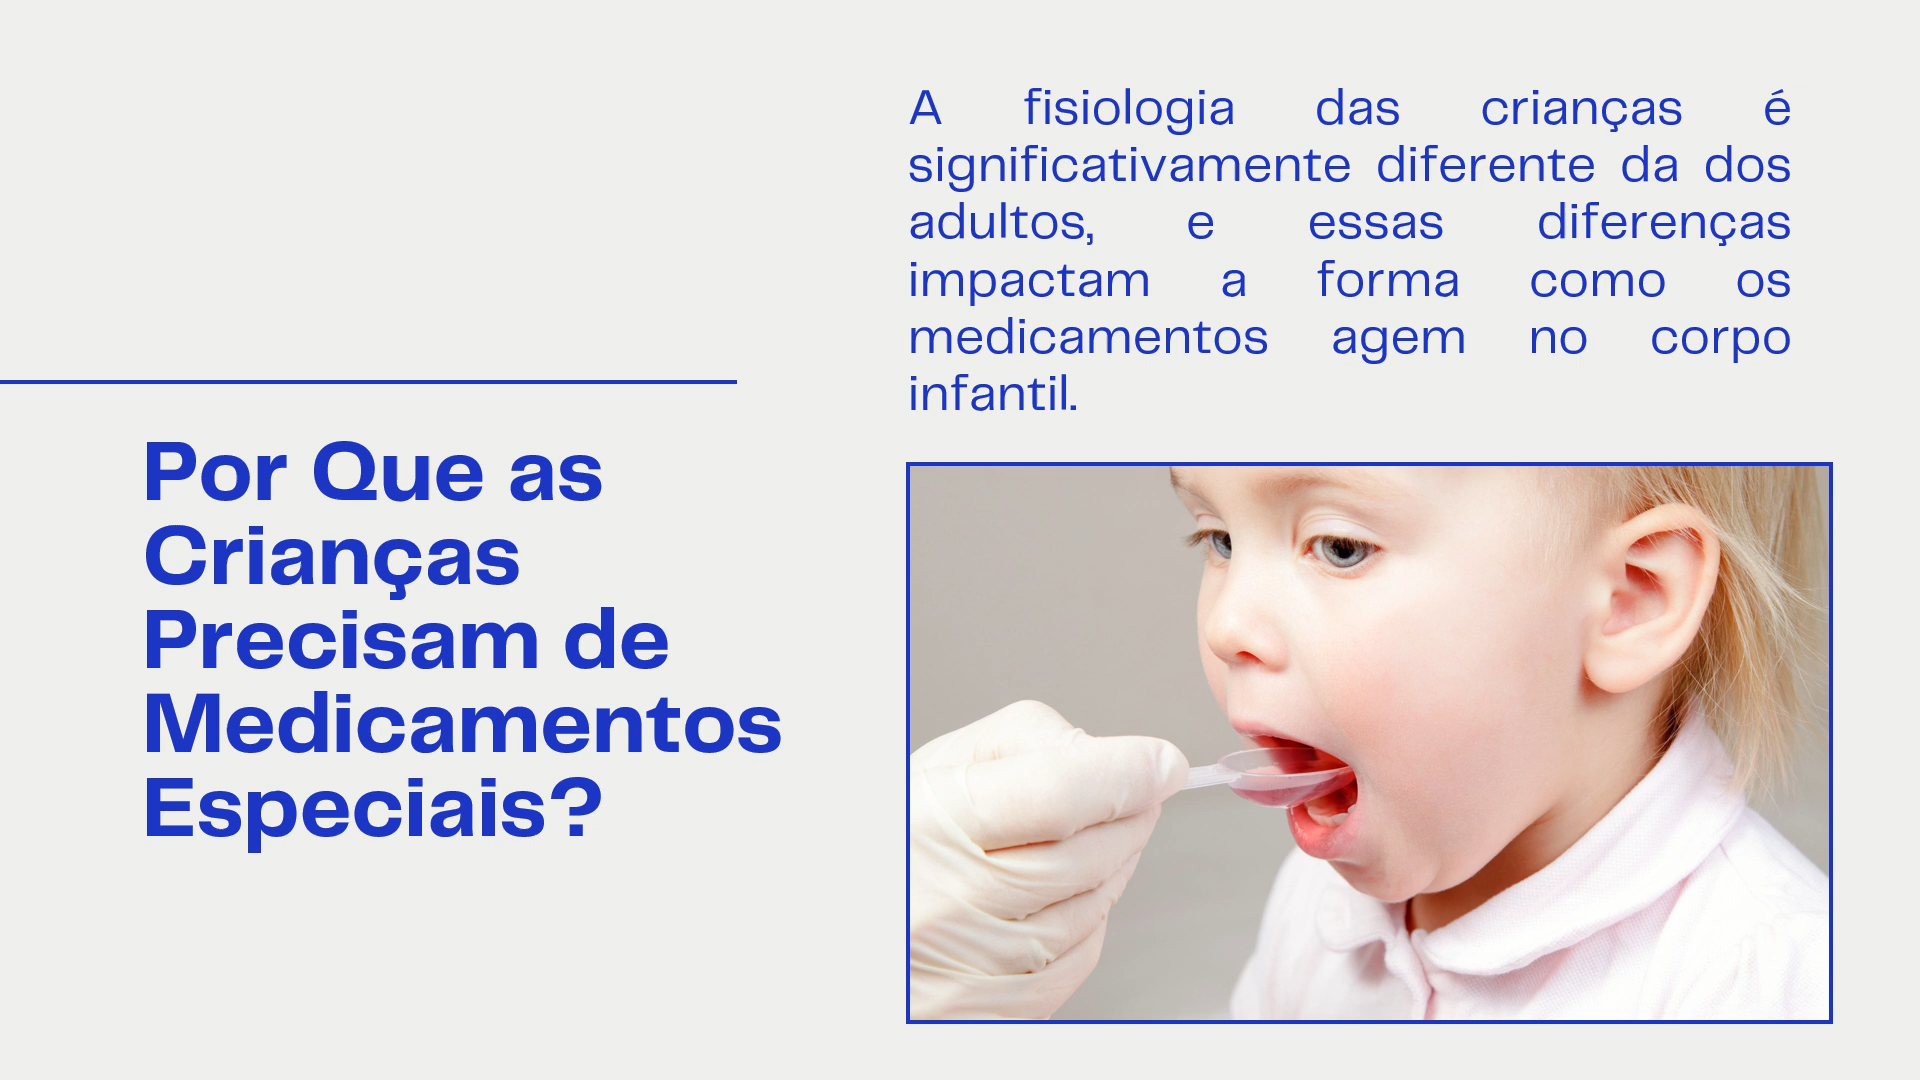 Por Que as
Crianças
Precisam de
Medicamentos
Especiais?
A fisiologia das crianças é
significativamente diferente da dos
adultos, e essas diferenças
impactam a forma como os
medicamentos agem no corpo
infantil.